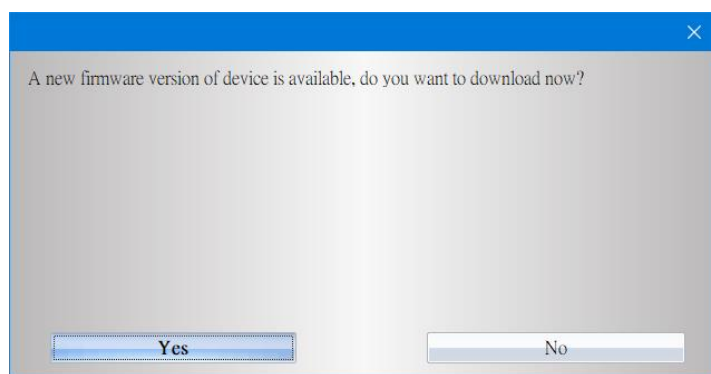 A new firmware version of device is available, do you want to download now?
Yes
No